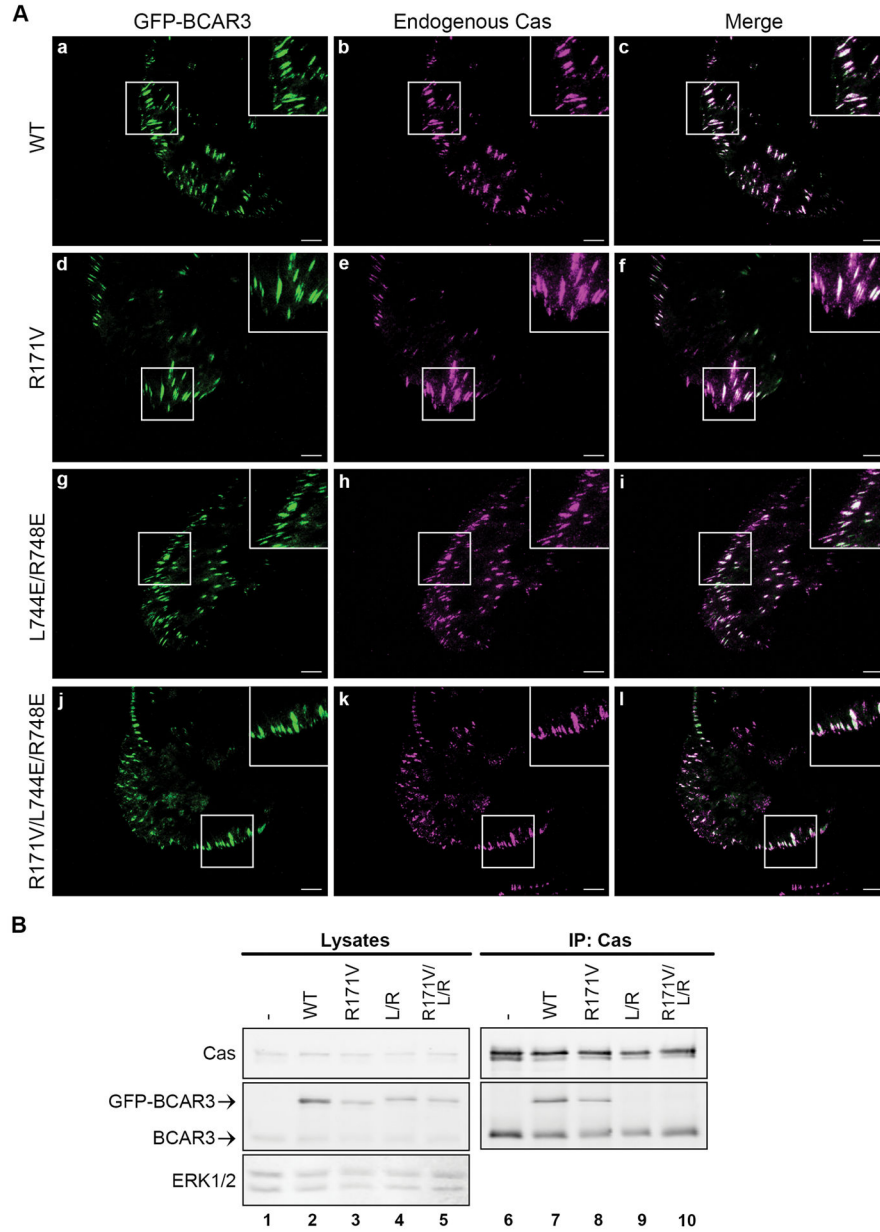 A
GFP-BCAR3 Endogenous Cas Merge
WT
a b c
R171V
d e f
L744E/R748E
g h i
R171V/L744E/R748E
j k l
B
Lysates IP: Cas
- WT R171V L/R R171V/ L/R - WT R171V L/R R171V/ L/R
Cas
GFP-BCAR3→
BCAR3→
ERK1/2
1 2 3 4 5 6 7 8 9 10